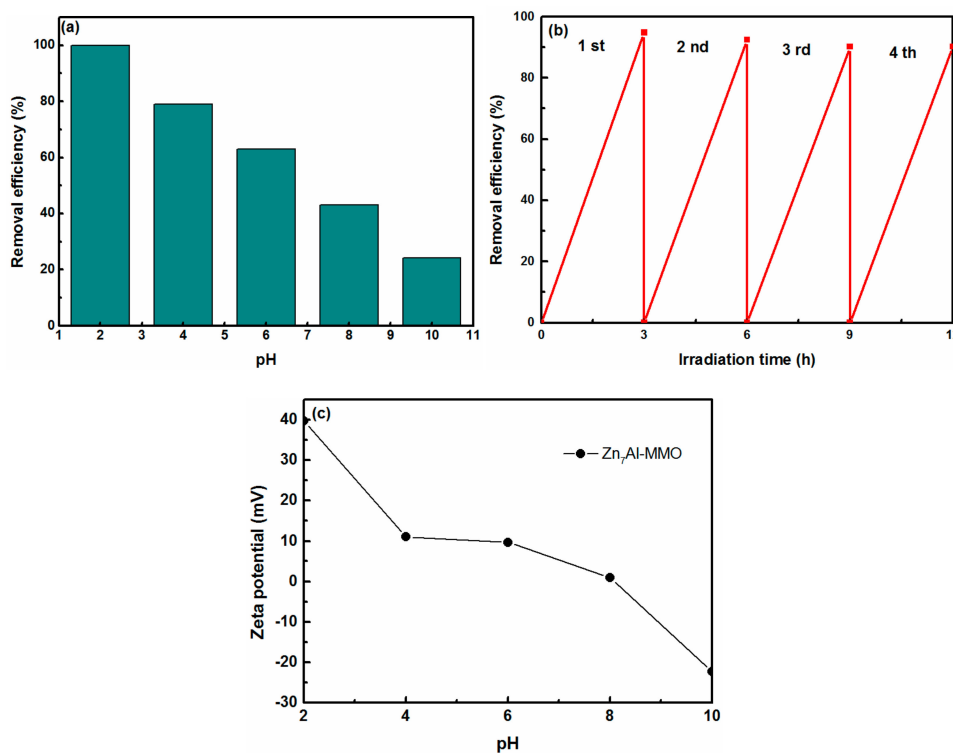 (a)
Removal efficiency (%)
100
80
60
40
20
0
1 2 3 4 5 6 7 8 9 10 11
pH
(b)
1 st 2 nd 3 rd 4 th
Removal efficiency (%)
100
80
60
40
20
0
0 3 6 9
Irradiation time (h)
(c)
Zn₇Al-MMO
Zeta potential (mV)
40
30
20
10
0
-10
-20
-30
2 4 6 8 10
pH